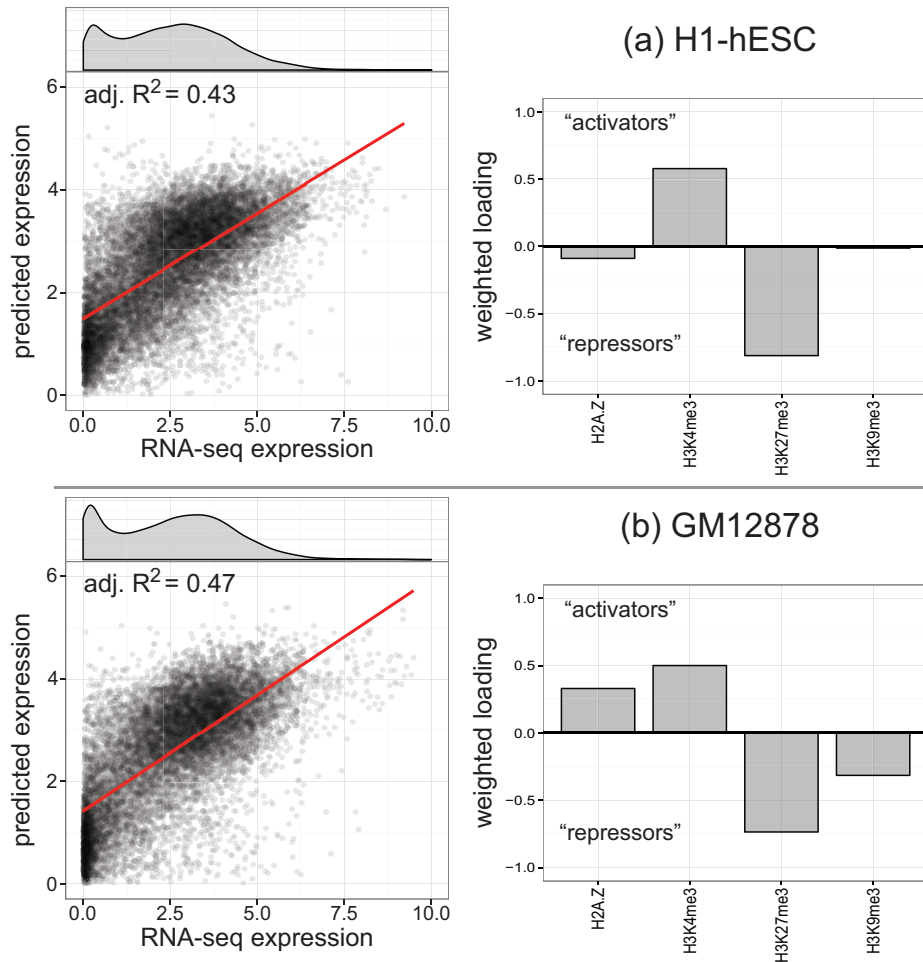 (a) H1-hESC
adj. R² = 0.43
6
4
2
0
predicted expression
0.0 2.5 5.0 7.5 10.0
RNA-seq expression
1.0
0.5
0.0
−0.5
−1.0
weighted loading
“activators”
“repressors”
H2A.Z
H3K4me3
H3K27me3
H3K9me3
(b) GM12878
adj. R² = 0.47
6
4
2
0
predicted expression
0.0 2.5 5.0 7.5 10.0
RNA-seq expression
1.0
0.5
0.0
−0.5
−1.0
weighted loading
“activators”
“repressors”
H2A.Z
H3K4me3
H3K27me3
H3K9me3